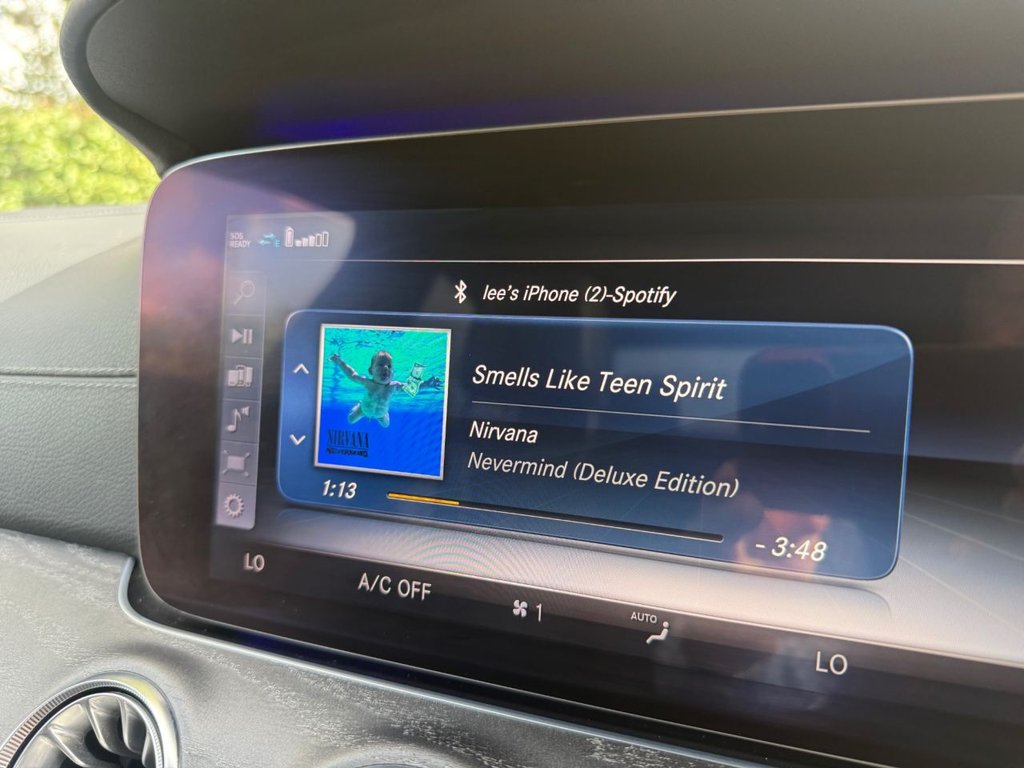 SOS
READY
E
lee's iPhone (2)-Spotify
Smells Like Teen Spirit
Nirvana
Nevermind (Deluxe Edition)
NIRVANA
NEVERMIND
1:13
- 3:48
LO
A/C OFF
1
AUTO
LO